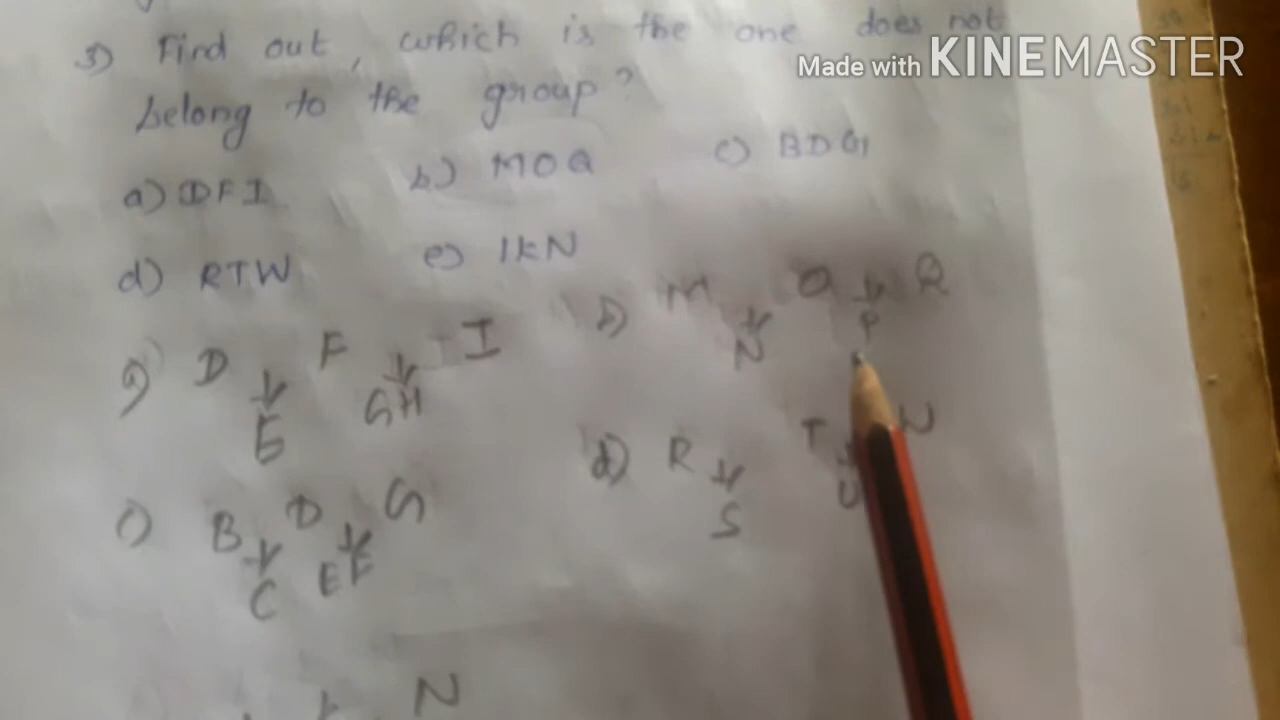 Made with KINEMASTER
3) Find out, which is the one does not
belong to the group?
a) DFI b) MOQ c) BDG
d) RTW e) IKN
a) D F I b) M O Q
E GH N P
c) B D G d) R T W
C EF S U
N